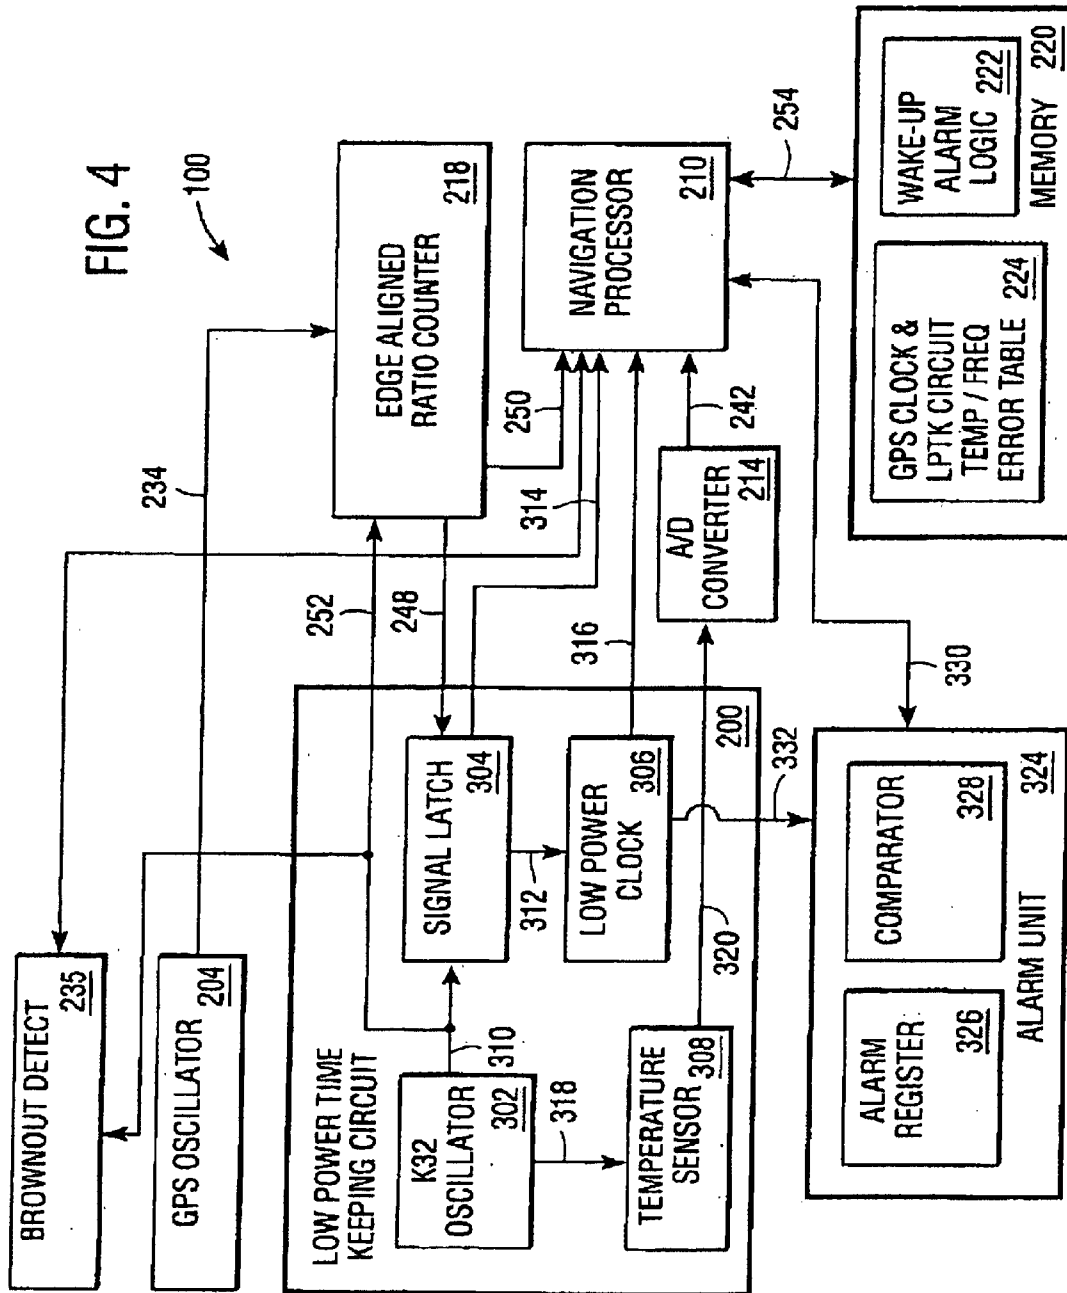 FIG. 4
100
BROWNOUT DETECT
235
GPS OSCILLATOR
204
234
EDGE ALIGNED
RATIO COUNTER
218
252
248
250
314
LOW POWER TIME
KEEPING CIRCUIT
K32
OSCILLATOR
302
310
SIGNAL LATCH
304
312
LOW POWER
CLOCK
306
316
318
TEMPERATURE
SENSOR
308
320
200
332
A/D
CONVERTER
214
242
NAVIGATION
PROCESSOR
210
254
330
ALARM
REGISTER
326
COMPARATOR
328
ALARM UNIT
324
GPS CLOCK &
LPTK CIRCUIT
TEMP / FREQ
ERROR TABLE
224
WAKE-UP
ALARM
LOGIC
222
MEMORY
220